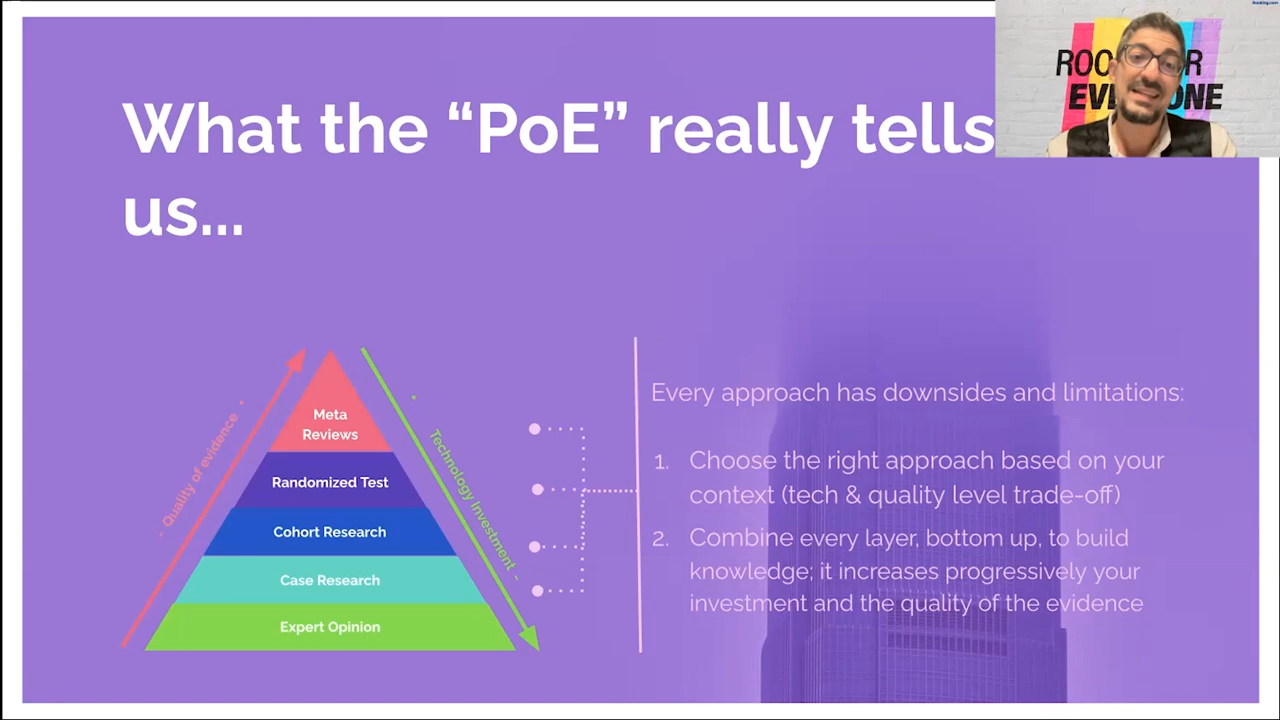 Booking.com
What the “PoE” really tells
us...
Meta
Reviews
Randomized Test
Cohort Research
Case Research
Expert Opinion
- Quality of evidence +
+ Technology Investment -
Every approach has downsides and limitations:
1. Choose the right approach based on your
context (tech & quality level trade-off)
2. Combine every layer, bottom up, to build
knowledge; it increases progressively your
investment and the quality of the evidence